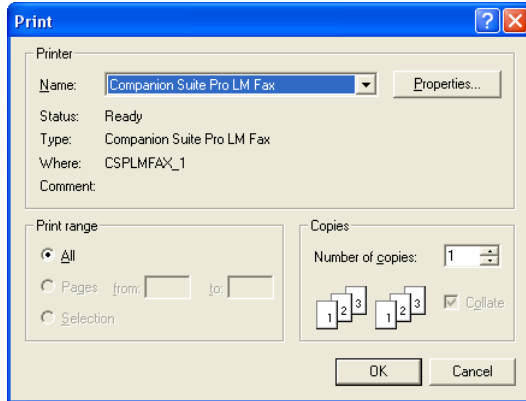 Print
Printer
Name: Companion Suite Pro LM Fax Properties...
Status: Ready
Type: Companion Suite Pro LM Fax
Where: CSPLMFAX_1
Comment:
Print range
All
Pages from: to:
Selection
Copies
Number of copies: 1
1 2 3 1 2 3 Collate
OK Cancel